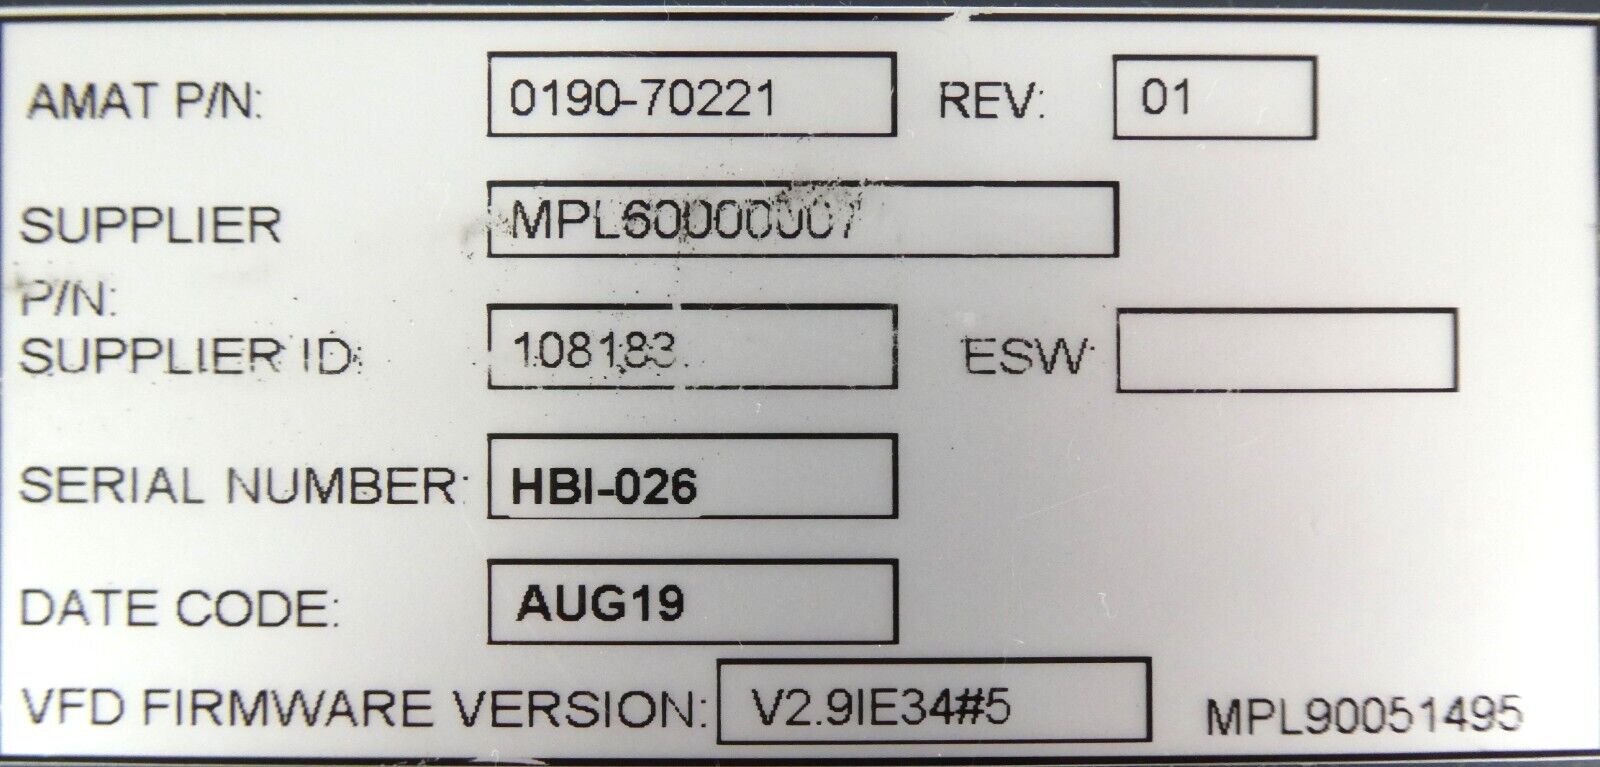 AMAT P/N: 0190-70221 REV: 01
SUPPLIER MPL60000007
P/N:
SUPPLIER ID: 108183 ESW:
SERIAL NUMBER: HBI-026
DATE CODE: AUG19
VFD FIRMWARE VERSION: V2.9IE34#5 MPL90051495